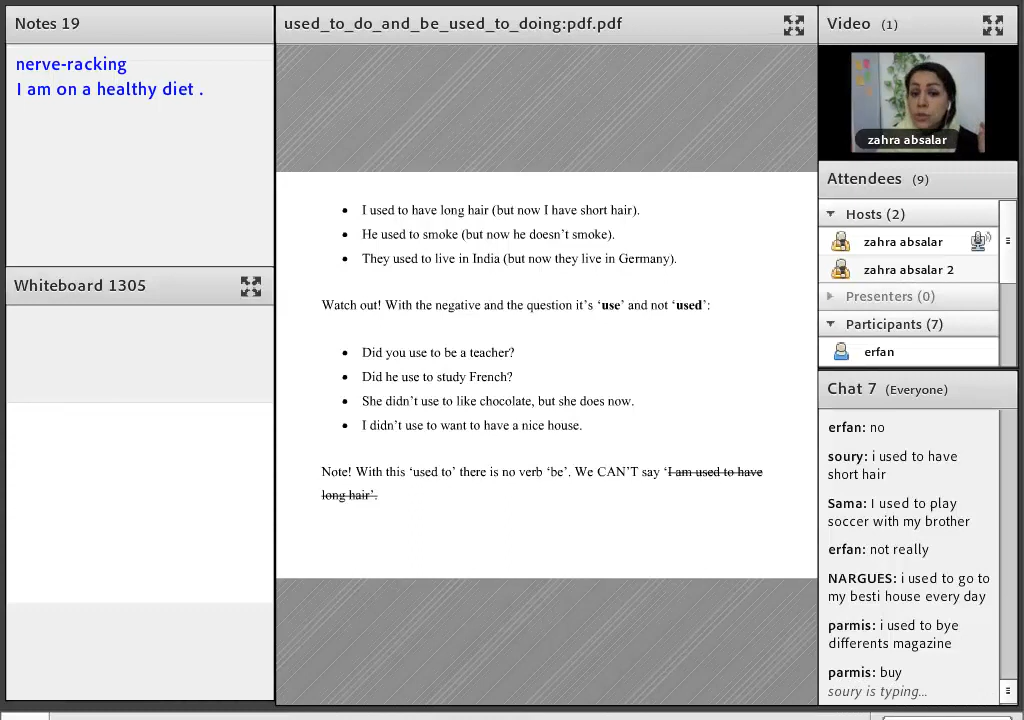 Notes 19
nerve-racking
I am on a healthy diet .
Whiteboard 1305
used_to_do_and_be_used_to_doing:pdf.pdf
• I used to have long hair (but now I have short hair).
• He used to smoke (but now he doesn’t smoke).
• They used to live in India (but now they live in Germany).
Watch out! With the negative and the question it’s ‘use’ and not ‘used’:
• Did you use to be a teacher?
• Did he use to study French?
• She didn’t use to like chocolate, but she does now.
• I didn’t use to want to have a nice house.
Note! With this ‘used to’ there is no verb ‘be’. We CAN’T say ‘I am used to have
long hair’.
Video (1)
zahra absalar
Attendees (9)
Hosts (2)
zahra absalar
zahra absalar 2
Presenters (0)
Participants (7)
erfan
Chat 7 (Everyone)
erfan: no
soury: i used to have
short hair
Sama: I used to play
soccer with my brother
erfan: not really
NARGUES: i used to go to
my besti house every day
parmis: i used to bye
differents magazine
parmis: buy
soury is typing...